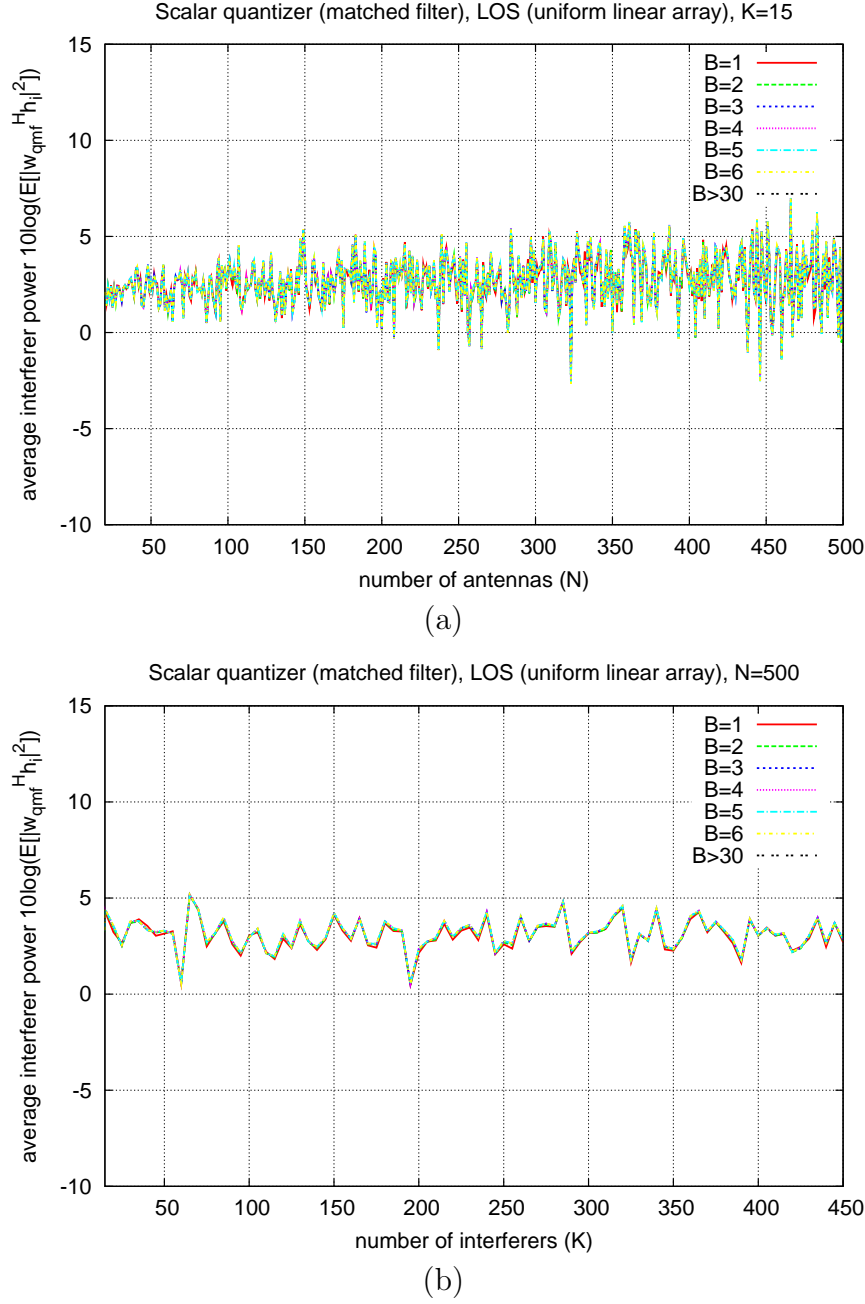 Scalar quantizer (matched filter), LOS (uniform linear array), K=15
average interferer power 10log(E[|w_qmf^H h_i|^2])
15
10
5
0
-5
-10
B=1
B=2
B=3
B=4
B=5
B=6
B>30
50 100 150 200 250 300 350 400 450 500
number of antennas (N)
(a)
Scalar quantizer (matched filter), LOS (uniform linear array), N=500
average interferer power 10log(E[|w_qmf^H h_i|^2])
15
10
5
0
-5
-10
B=1
B=2
B=3
B=4
B=5
B=6
B>30
50 100 150 200 250 300 350 400 450
number of interferers (K)
(b)